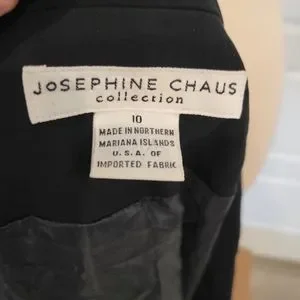 JOSEPHINE CHAUS
collection
10
MADE IN NORTHERN
MARIANA ISLANDS
U.S.A. OF
IMPORTED FABRIC